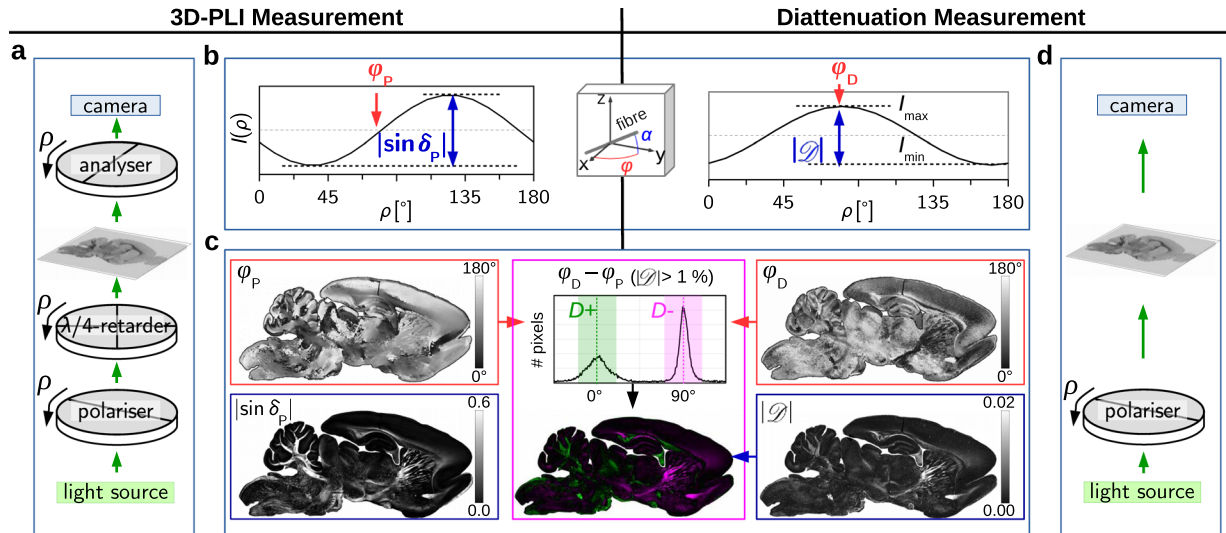 3D-PLI Measurement
Diattenuation Measurement
a
camera
ρ
analyser
ρ
λ/4-retarder
ρ
polariser
light source
b
I(ρ)
φP
|sin δP|
0 45 135 180
ρ [°]
z
fibre
α
x
y
φ
φD
|𝒟|
Imax
Imin
0 45 135 180
ρ [°]
c
φP
180°
0°
φD – φP (|𝒟|> 1 %)
# pixels
D+
D-
0° 90°
φD
180°
0°
|sin δP|
0.6
0.0
|𝒟|
0.02
0.00
d
camera
ρ
polariser
light source